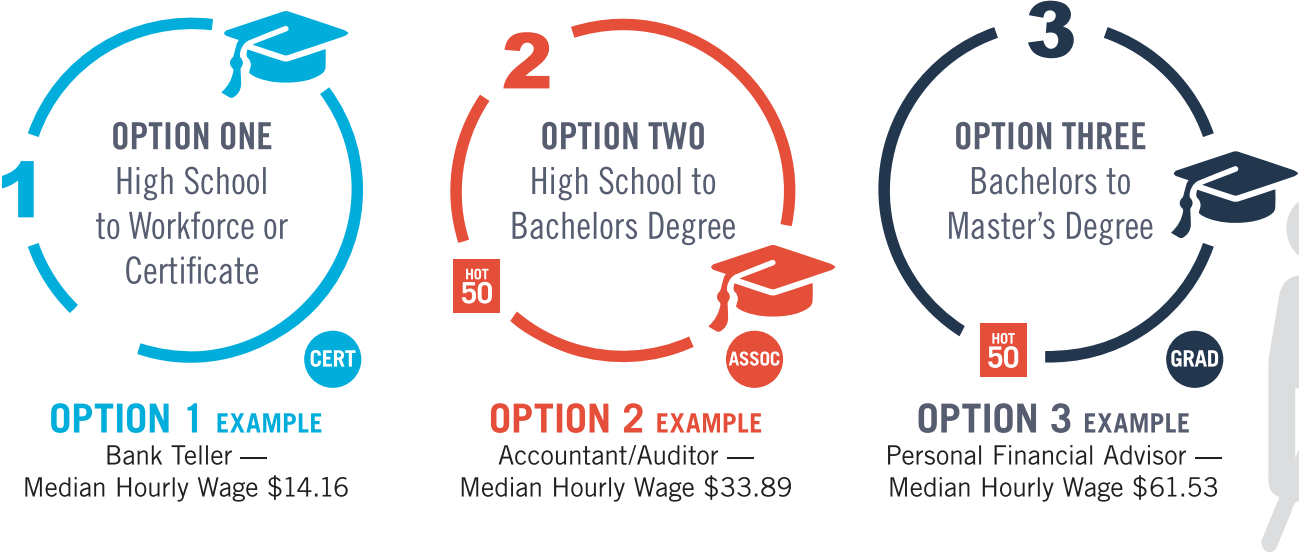 1
OPTION ONE
High School
to Workforce or
Certificate
CERT
OPTION 1 EXAMPLE
Bank Teller —
Median Hourly Wage $14.16
2
OPTION TWO
High School to
Bachelors Degree
HOT
50
ASSOC
OPTION 2 EXAMPLE
Accountant/Auditor —
Median Hourly Wage $33.89
3
OPTION THREE
Bachelors to
Master’s Degree
HOT
50
GRAD
OPTION 3 EXAMPLE
Personal Financial Advisor —
Median Hourly Wage $61.53